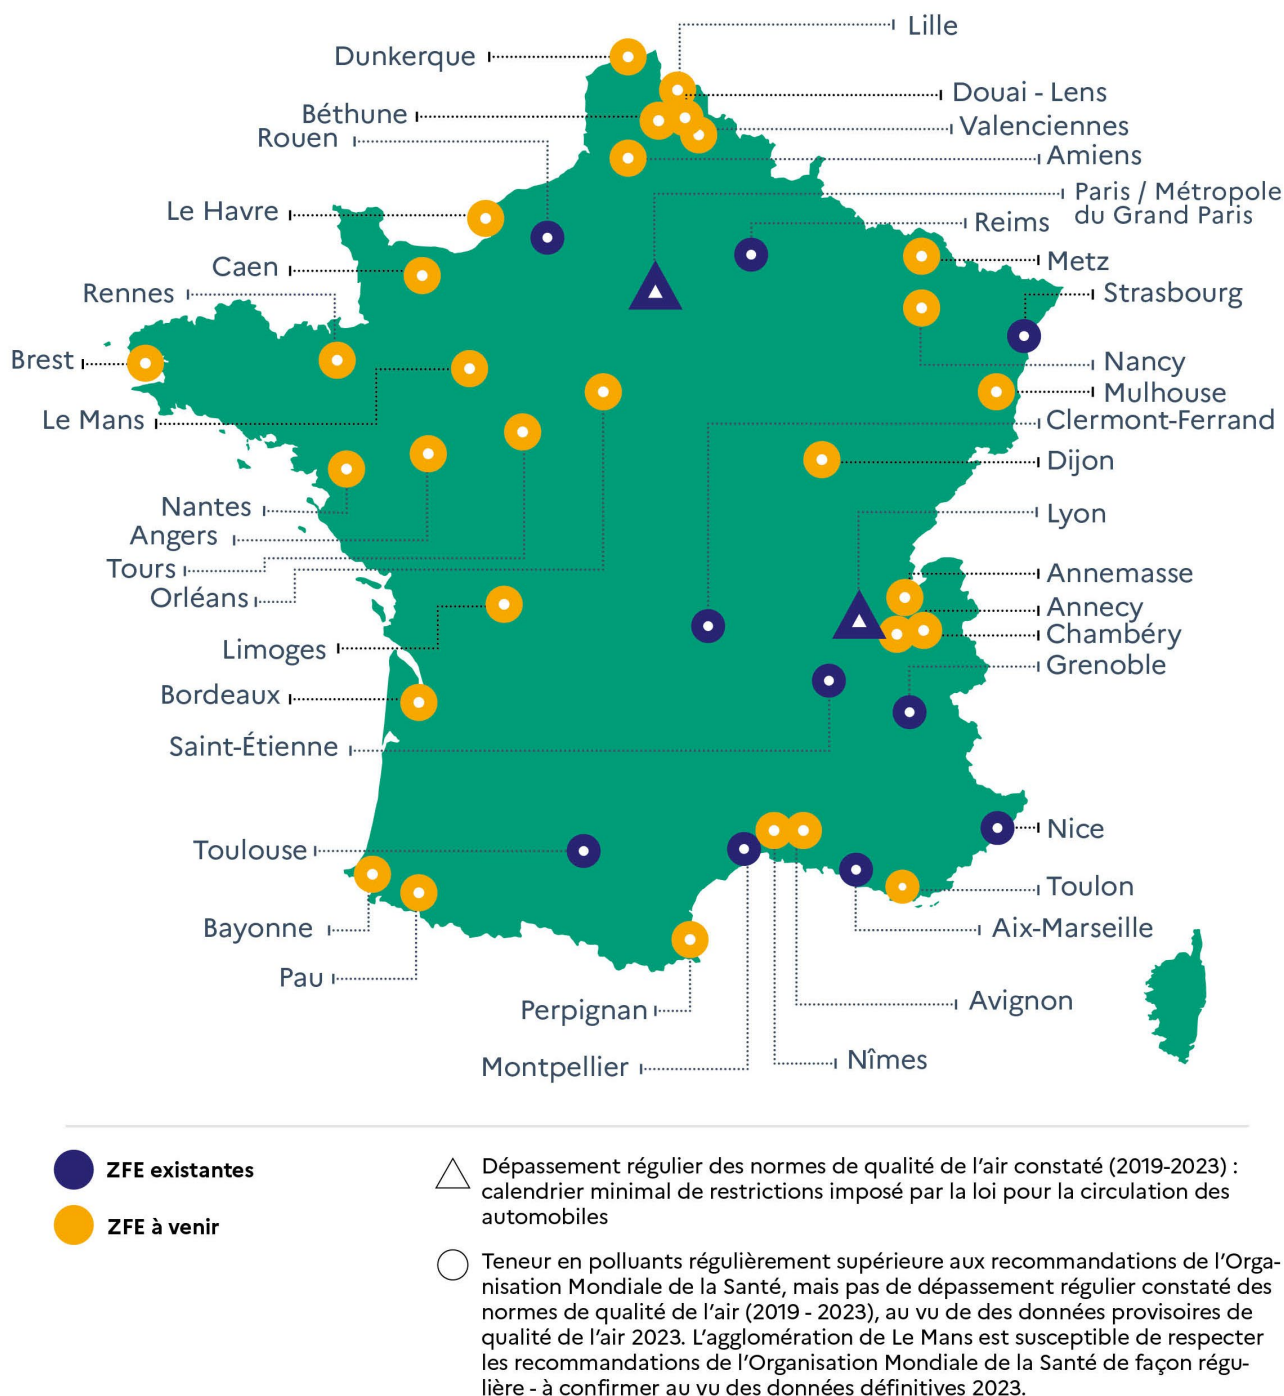 Lille
Dunkerque
Douai - Lens
Béthune
Valenciennes
Rouen
Amiens
Paris / Métropole
du Grand Paris
Le Havre
Reims
Caen
Metz
Rennes
Strasbourg
Brest
Nancy
Mulhouse
Le Mans
Clermont-Ferrand
Dijon
Nantes
Lyon
Angers
Tours
Annemasse
Orléans
Annecy
Chambéry
Limoges
Grenoble
Bordeaux
Saint-Étienne
Nice
Toulouse
Toulon
Bayonne
Aix-Marseille
Pau
Avignon
Perpignan
Nîmes
Montpellier
ZFE existantes
ZFE à venir
Dépassement régulier des normes de qualité de l'air constaté (2019-2023) :
calendrier minimal de restrictions imposé par la loi pour la circulation des
automobiles
Teneur en polluants régulièrement supérieure aux recommandations de l'Orga-
nisation Mondiale de la Santé, mais pas de dépassement régulier constaté des
normes de qualité de l'air (2019 - 2023), au vu de des données provisoires de
qualité de l'air 2023. L'agglomération de Le Mans est susceptible de respecter
les recommandations de l'Organisation Mondiale de la Santé de façon régu-
lière - à confirmer au vu des données définitives 2023.